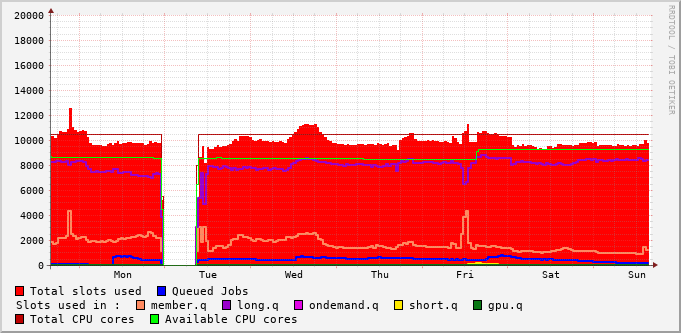 RRDTOOL / TOBI OETIKER
20000
18000
16000
14000
12000
10000
8000
6000
4000
2000
0
Mon Tue Wed Thu Fri Sat Sun
Total slots used Queued Jobs
Slots used in : member.q long.q ondemand.q short.q gpu.q
Total CPU cores Available CPU cores